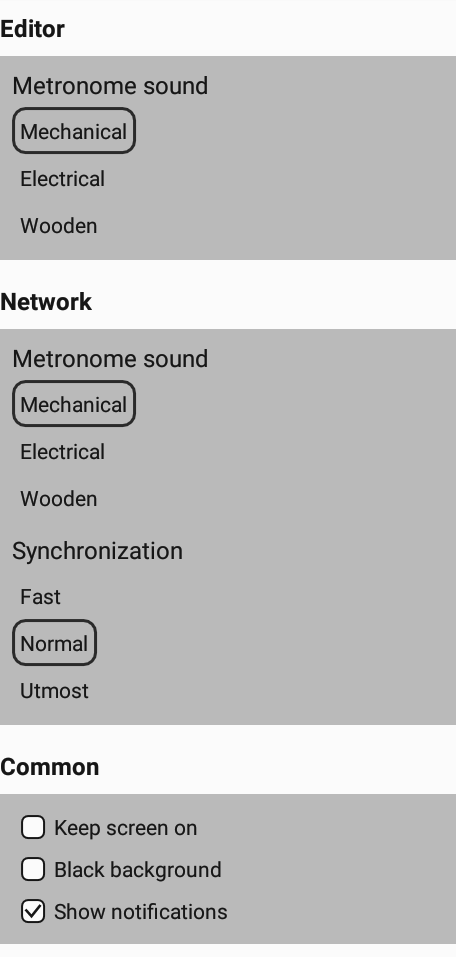 Editor
Metronome sound
Mechanical
Electrical
Wooden
Network
Metronome sound
Mechanical
Electrical
Wooden
Synchronization
Fast
Normal
Utmost
Common
Keep screen on
Black background
Show notifications